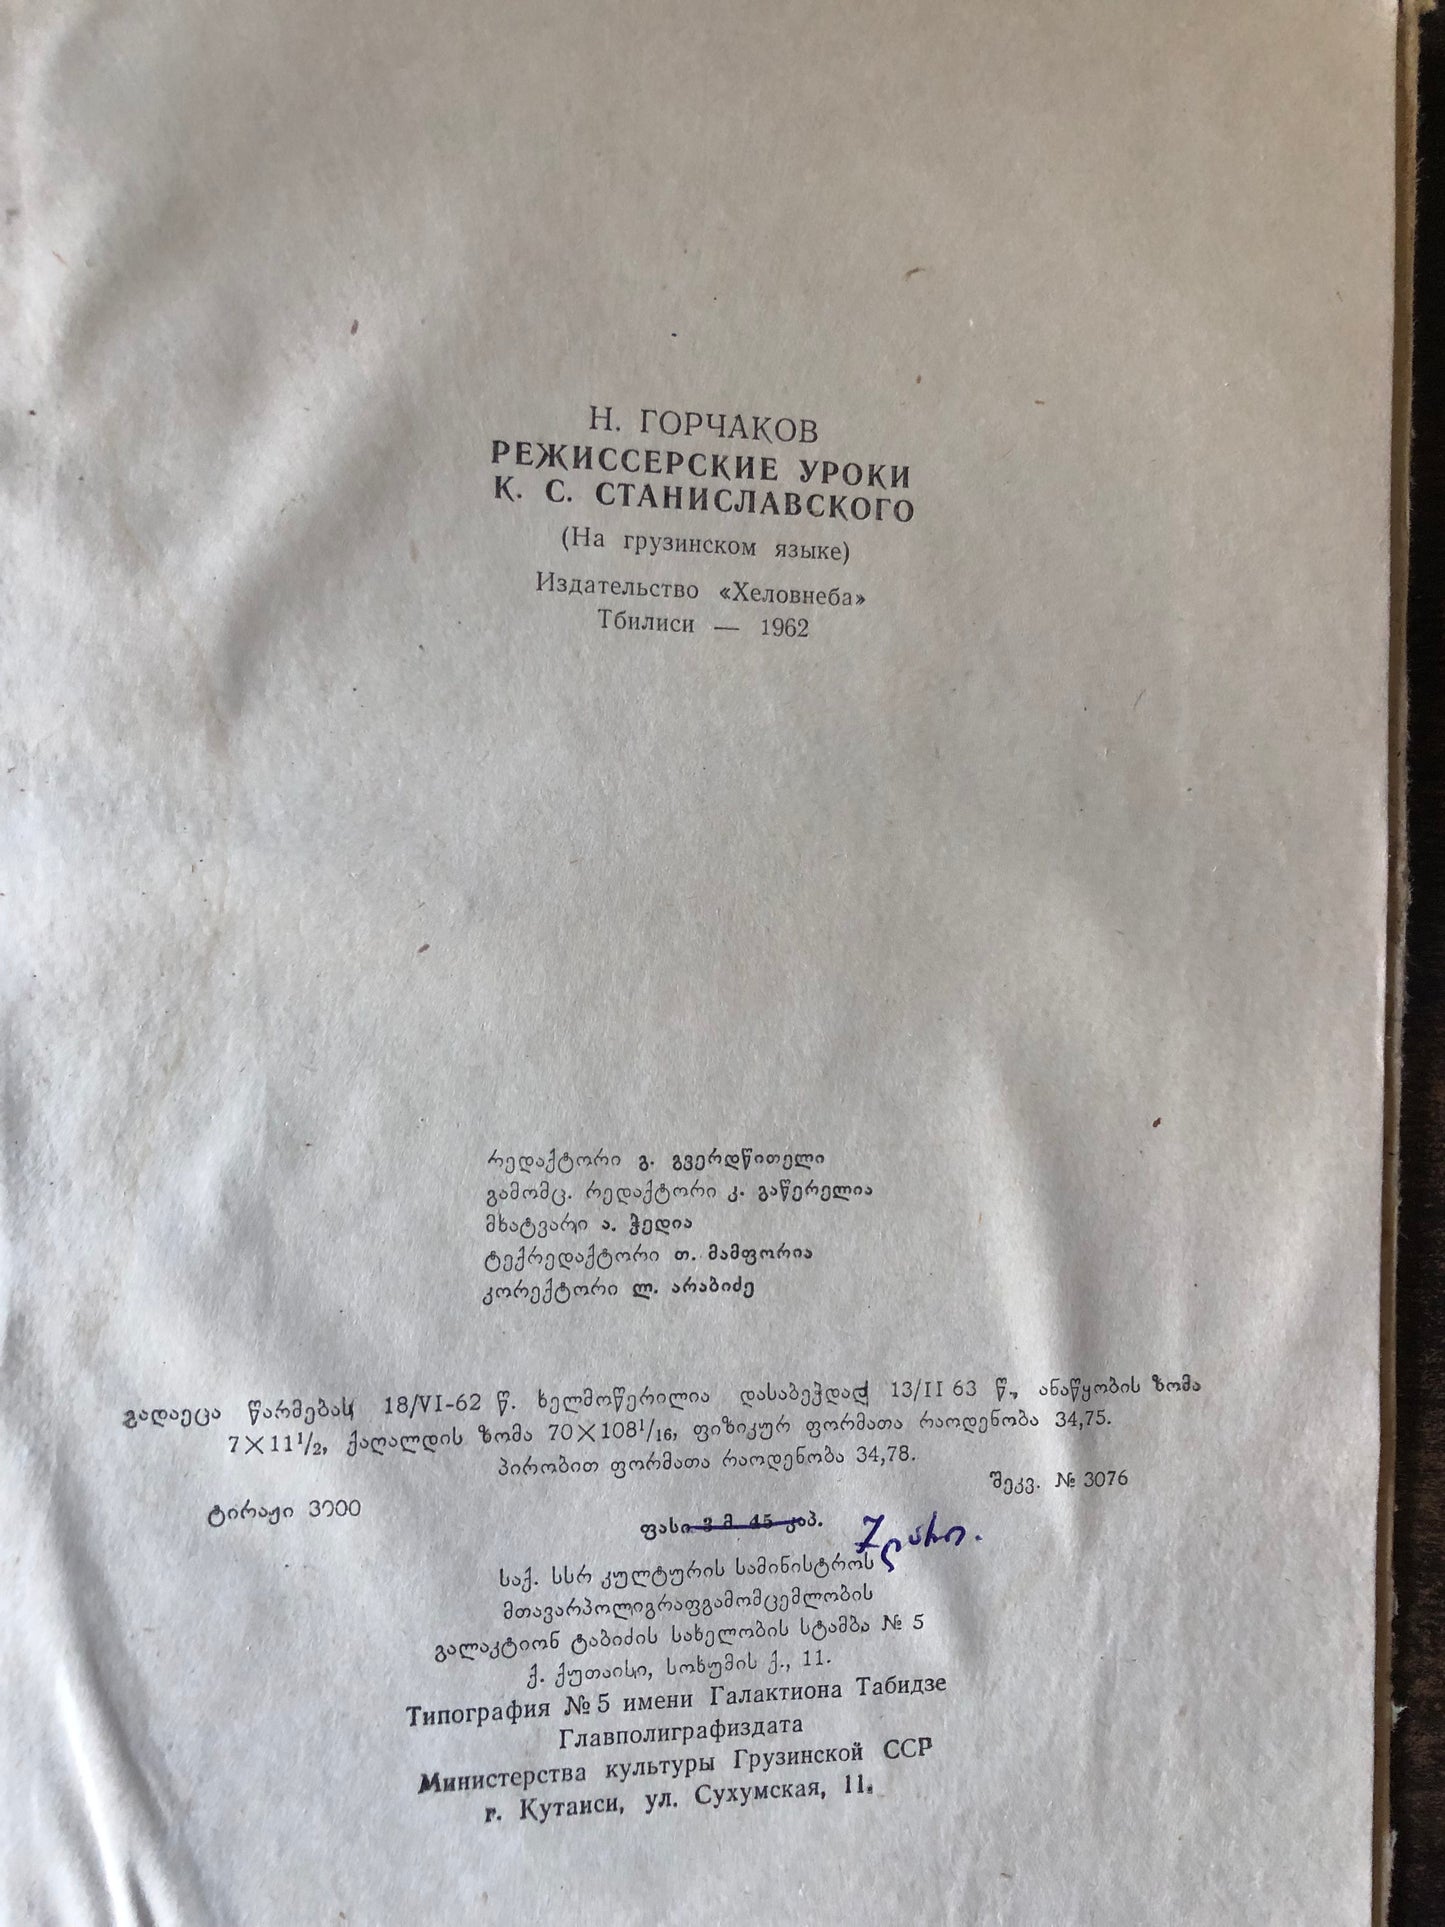 Н. ГОРЧАКОВ
РЕЖИССЕРСКИЕ УРОКИ
К. С. СТАНИСЛАВСКОГО
(На грузинском языке)
Издательство «Хеловнеба»
Тбилиси — 1962
რედაქტორი გ. გვერდწითელი
გამომც. რედაქტორი კ. გაწერელია
მხატვარი ა. ჭედია
ტექრედაქტორი თ. მამფორია
კორექტორი ლ. არაბიძე
გადაეცა წარმებას 18/VI-62 წ. ხელმოწერილია დასაბეჭდად 13/II 63 წ., ანაწყობის ზომა
7×11¹/₂, ქაღალდის ზომა 70×108¹/₁₆, ფიზიკურ ფორმათა რაოდენობა 34,75.
პირობით ფორმათა რაოდენობა 34,78.
შეკვ. № 3076
ტირაჟი 3000
ფასი 3 მ. 45 კაპ. 7 ლარი.
საქ. სსრ კულტურის სამინისტროს
მთავარპოლიგრაფგამომცემლობის
გალაკტიონ ტაბიძის სახელობის სტამბა № 5
ქ. ქუთაისი, სოხუმის ქ., 11.
Типография № 5 имени Галактиона Табидзе
Главполиграфиздата
Министерства культуры Грузинской ССР
г. Кутаиси, ул. Сухумская, 11.